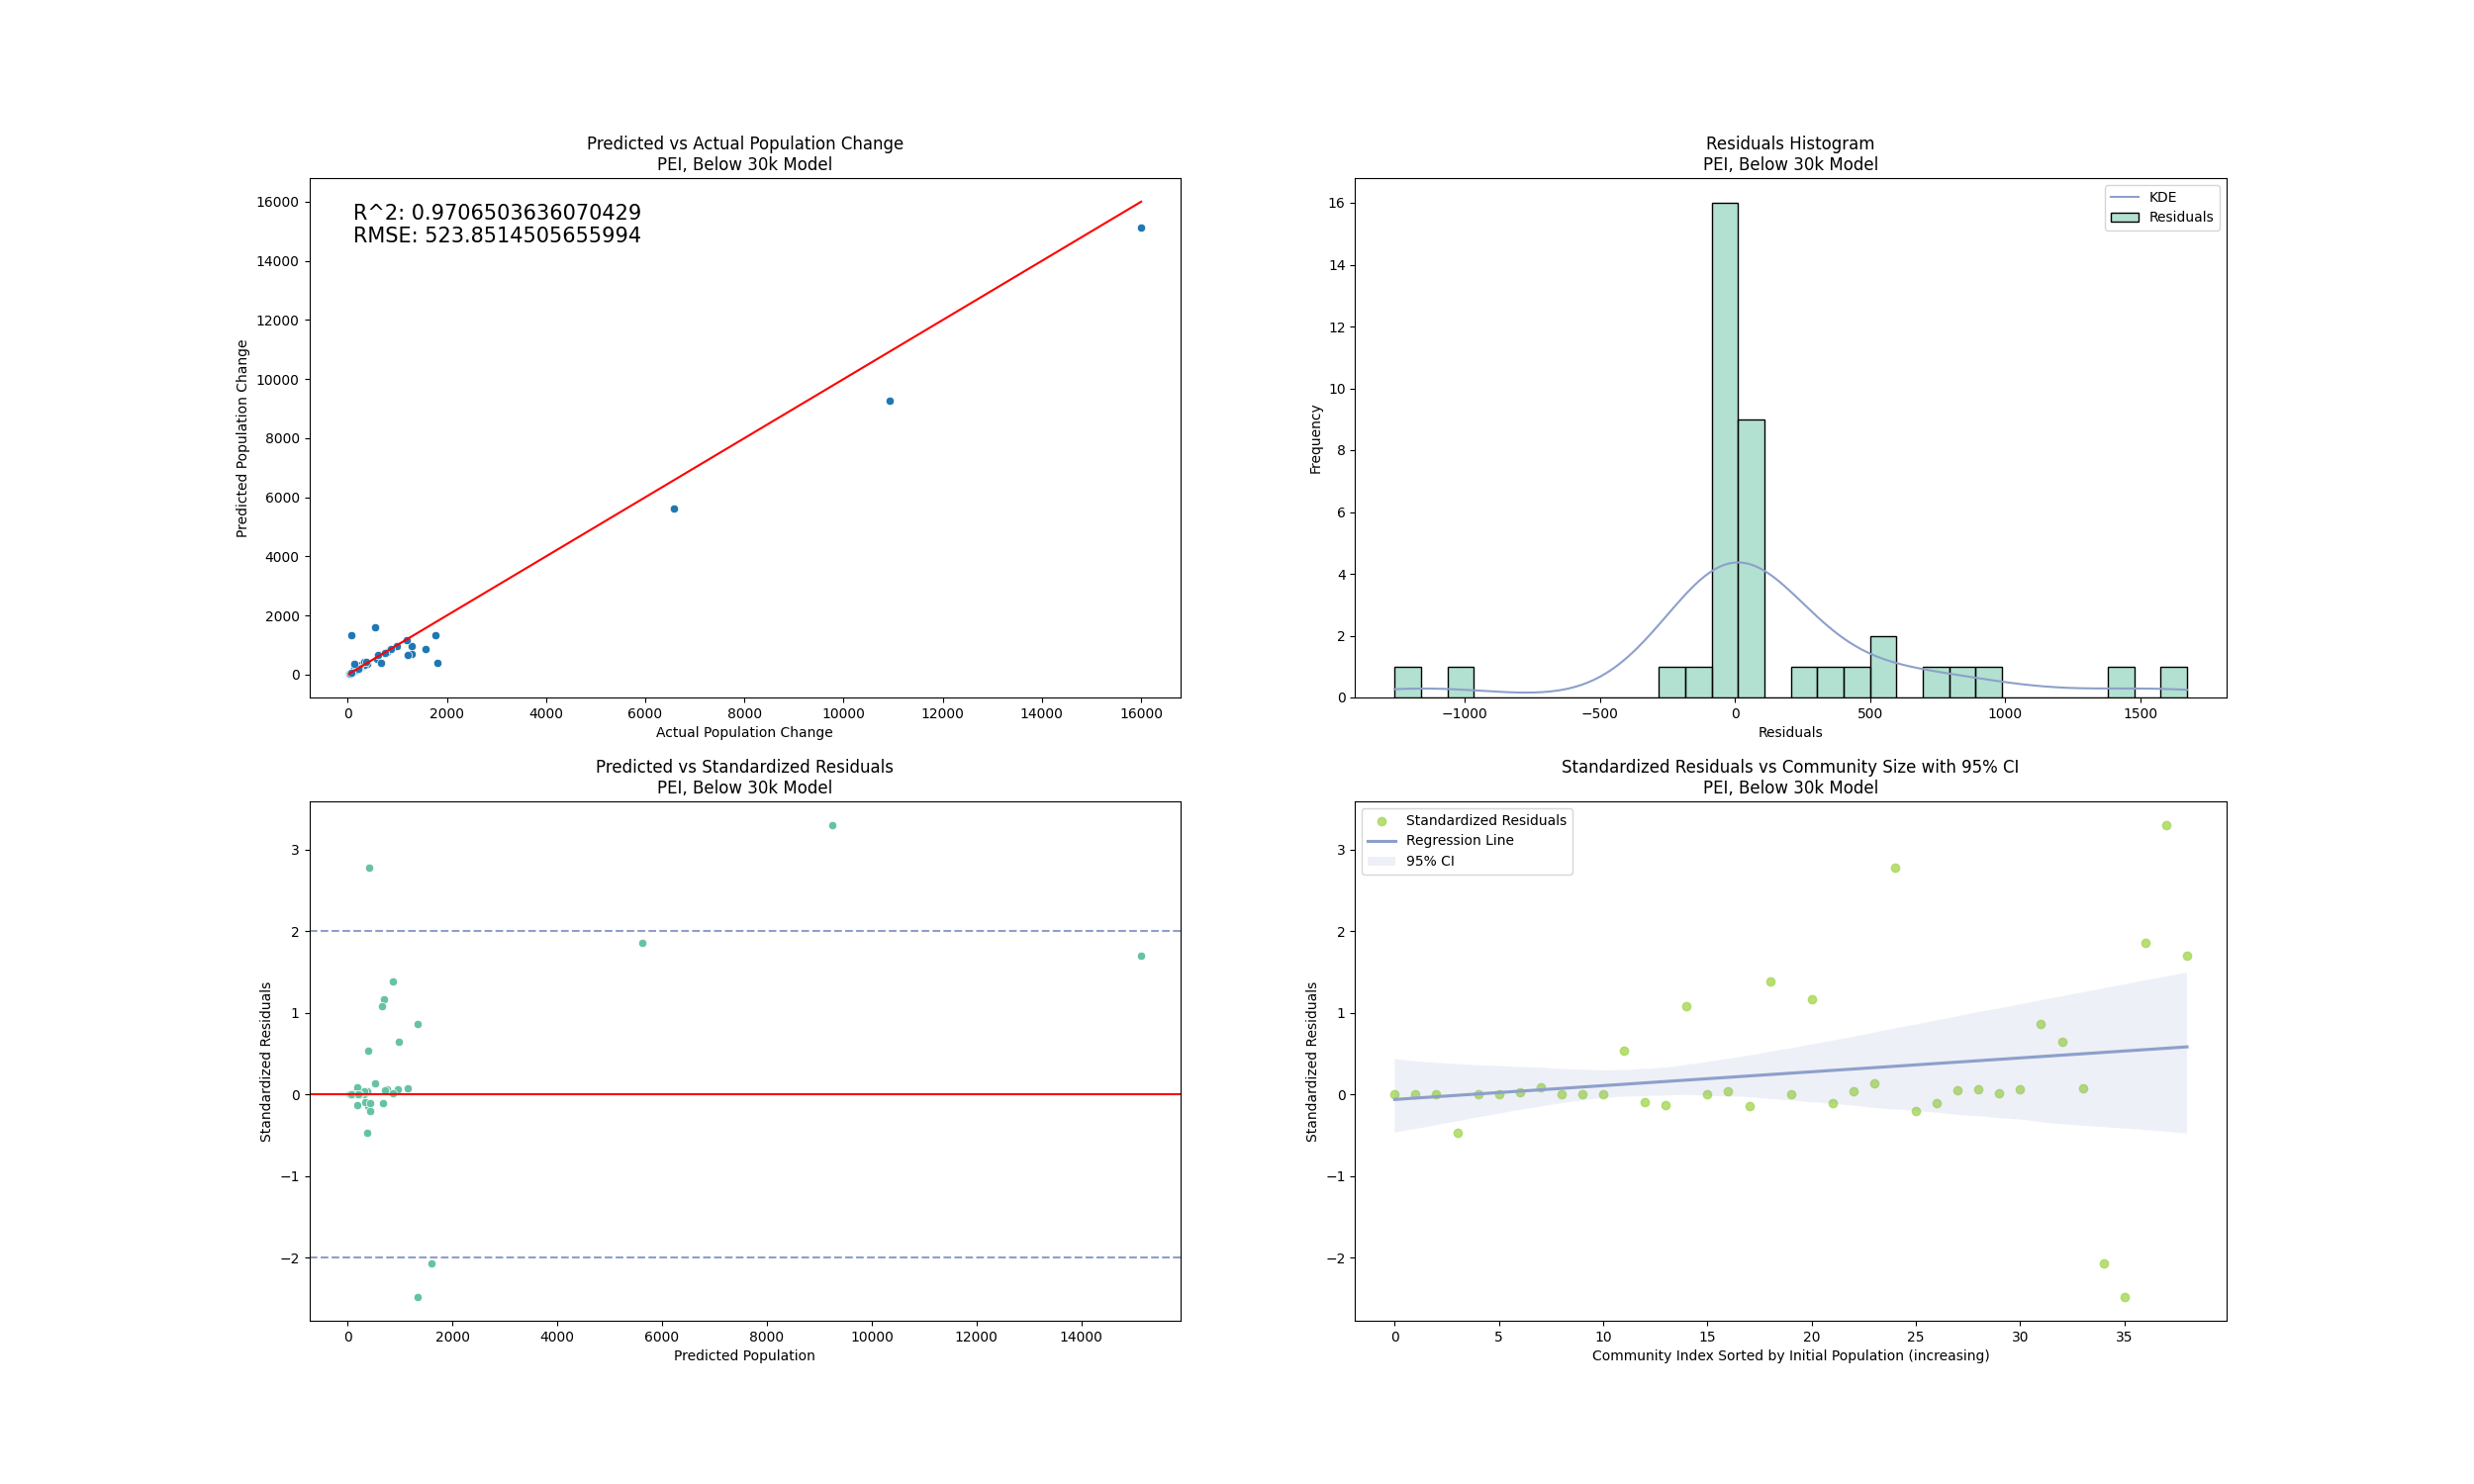 Predicted vs Actual Population Change
PEI, Below 30k Model
R^2: 0.9706503636070429
RMSE: 523.8514505655994
16000
14000
12000
10000
8000
6000
4000
2000
0
Predicted Population Change
0 2000 4000 6000 8000 10000 12000 14000 16000
Actual Population Change
Residuals Histogram
PEI, Below 30k Model
KDE
Residuals
16
14
12
10
8
6
4
2
0
Frequency
−1000 −500 0 500 1000 1500
Residuals
Predicted vs Standardized Residuals
PEI, Below 30k Model
3
2
1
0
−1
−2
Standardized Residuals
0 2000 4000 6000 8000 10000 12000 14000
Predicted Population
Standardized Residuals vs Community Size with 95% CI
PEI, Below 30k Model
Standardized Residuals
Regression Line
95% CI
3
2
1
0
−1
−2
Standardized Residuals
0 5 10 15 20 25 30 35
Community Index Sorted by Initial Population (increasing)